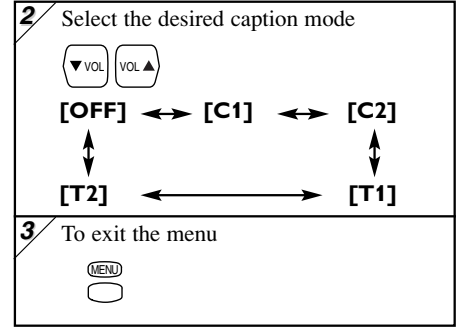 2 Select the desired caption mode
▼ VOL VOL ▲
[OFF] ↔ [C1] ↔ [C2]
[T2] ↔ [T1]
3 To exit the menu
MENU